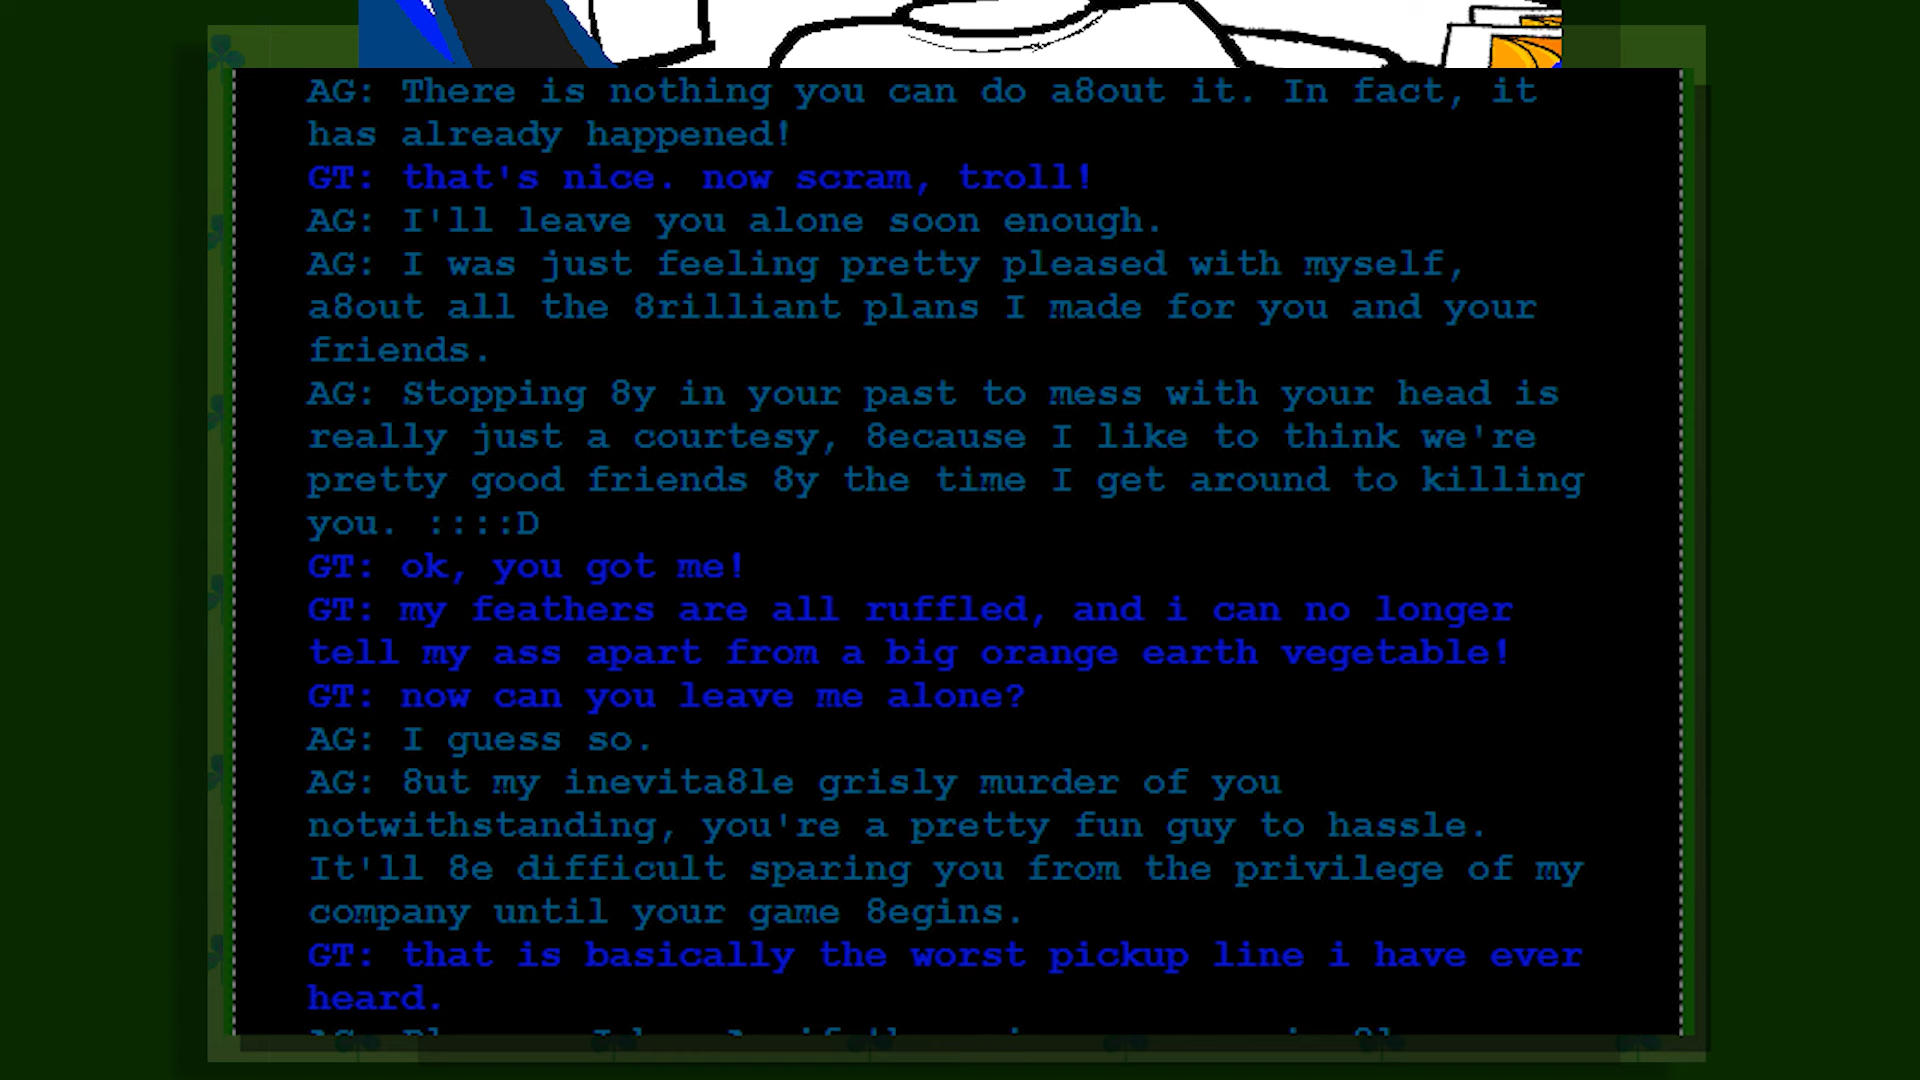 AG: There is nothing you can do a8out it. In fact, it
has already happened!
GT: that's nice. now scram, troll!
AG: I'll leave you alone soon enough.
AG: I was just feeling pretty pleased with myself,
a8out all the 8rilliant plans I made for you and your
friends.
AG: Stopping 8y in your past to mess with your head is
really just a courtesy, 8ecause I like to think we're
pretty good friends 8y the time I get around to killing
you. ::::D
GT: ok, you got me!
GT: my feathers are all ruffled, and i can no longer
tell my ass apart from a big orange earth vegetable!
GT: now can you leave me alone?
AG: I guess so.
AG: 8ut my inevita8le grisly murder of you
notwithstanding, you're a pretty fun guy to hassle.
It'll 8e difficult sparing you from the privilege of my
company until your game 8egins.
GT: that is basically the worst pickup line i have ever
heard.